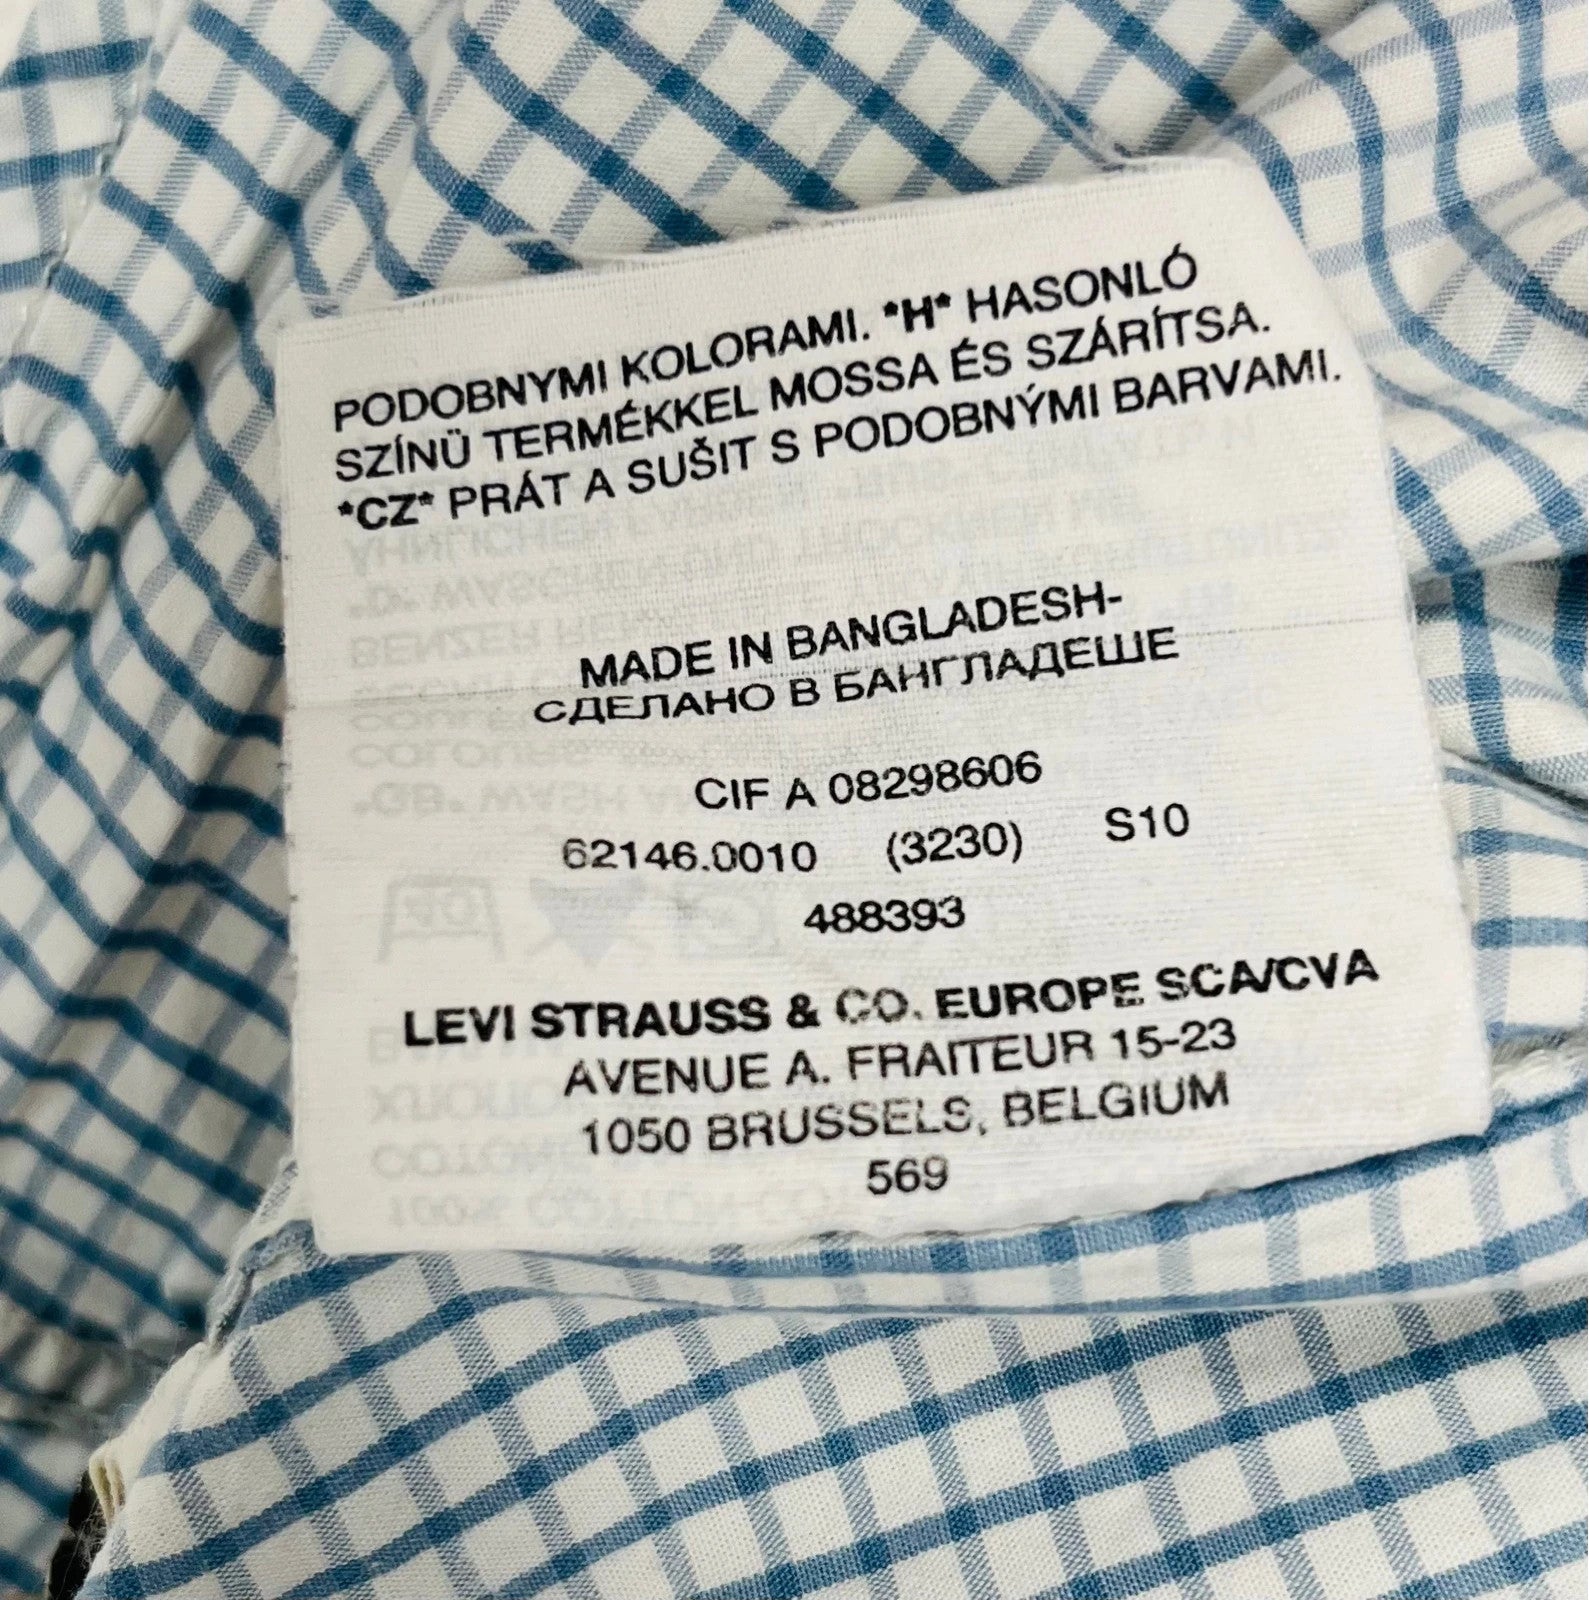 PODOBNYMI KOLORAMI. *H* HASONLÓ
SZÍNÜ TERMÉKKEL MOSSA ÉS SZÁRÍTSA.
*CZ* PRÁT A SUŠIT S PODOBNÝMI BARVAMI.
MADE IN BANGLADESH-
СДЕЛАНО В БАНГЛАДЕШЕ
CIF A 08298606
62146.0010 (3230) S10
488393
LEVI STRAUSS & CO. EUROPE SCA/CVA
AVENUE A. FRAITEUR 15-23
1050 BRUSSELS, BELGIUM
569